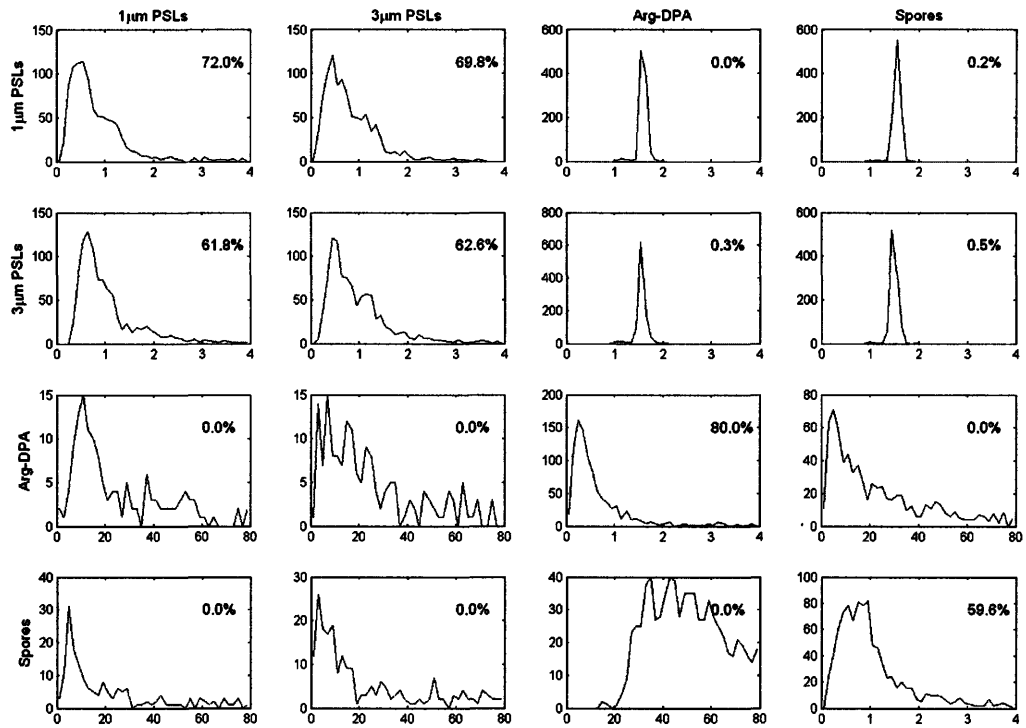 1μm PSLs 3μm PSLs Arg-DPA Spores
1μm PSLs
150 100 50 0
72.0%
0 1 2 3 4
150 100 50 0
69.8%
0 1 2 3 4
600 400 200 0
0.0%
0 1 2 3 4
600 400 200 0
0.2%
0 1 2 3 4
3μm PSLs
150 100 50 0
61.8%
0 1 2 3 4
150 100 50 0
62.6%
0 1 2 3 4
800 600 400 200 0
0.3%
0 1 2 3 4
600 400 200 0
0.5%
0 1 2 3 4
Arg-DPA
15 10 5 0
0.0%
0 20 40 60 80
15 10 5 0
0.0%
0 20 40 60 80
200 150 100 50 0
80.0%
0 1 2 3 4
80 60 40 20 0
0.0%
0 20 40 60 80
Spores
40 30 20 10 0
0.0%
0 20 40 60 80
30 20 10 0
0.0%
0 20 40 60 80
40 30 20 10 0
0.0%
0 20 40 60 80
100 80 60 40 20 0
59.6%
0 1 2 3 4